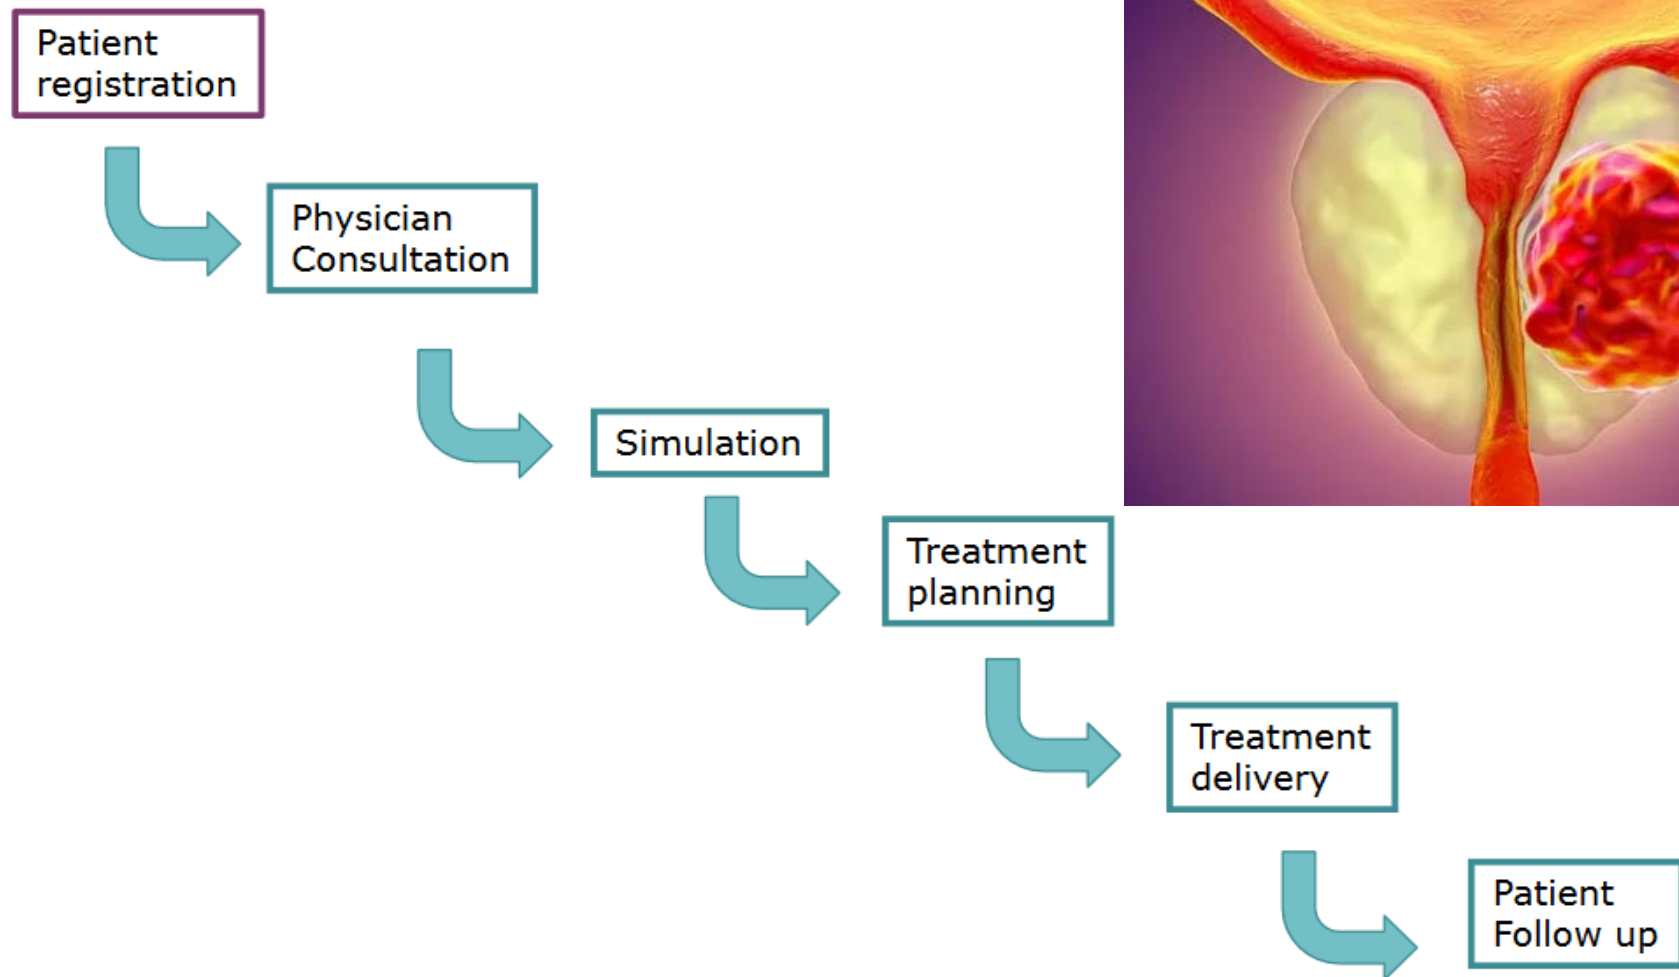 Patient
registration
Physician
Consultation
Simulation
Treatment
planning
Treatment
delivery
Patient
Follow up